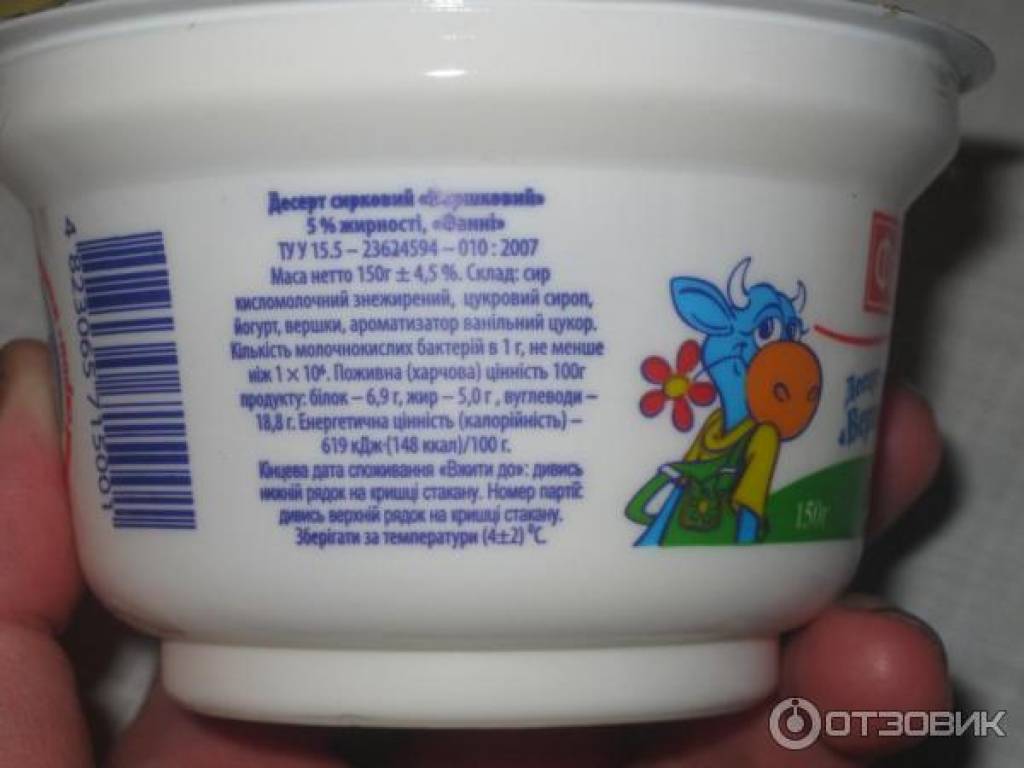 Десерт сирковий «Вершковий»
5 % жирності, «Фанні»
ТУ У 15.5 – 23624594 – 010 : 2007
Маса нетто 150г ± 4,5 %. Склад: сир
кисломолочний знежирений, цукровий сироп,
йогурт, вершки, ароматизатор ванільний цукор.
Кількість молочнокислих бактерій в 1 г, не менше
ніж 1 × 10⁶. Поживна (харчова) цінність 100г
продукту: білок – 6,9 г, жир – 5,0 г , вуглеводи –
18,8 г. Енергетична цінність (калорійність) –
619 кДж (148 ккал)/100 г.
Кінцева дата споживання «Вжити до»: дивись
нижній рядок на кришці стакану. Номер партії:
дивись верхній рядок на кришці стакану.
Зберігати за температури (4±2) °С.
4 823065 715001
150г
ОТЗОВИК